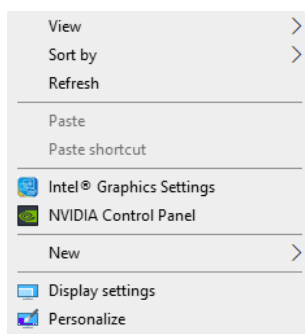 View
Sort by
Refresh
Paste
Paste shortcut
Intel® Graphics Settings
NVIDIA Control Panel
New
Display settings
Personalize